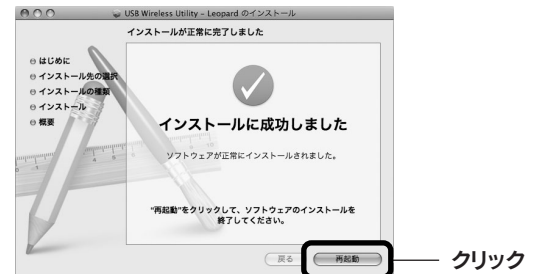 USB Wireless Utility – Leopard のインストール
インストールが正常に完了しました
はじめに
インストール先の選択
インストールの種類
インストール
概要
インストールに成功しました
ソフトウェアが正常にインストールされました。
"再起動"をクリックして、ソフトウェアのインストールを
終了してください。
戻る
再起動
クリック